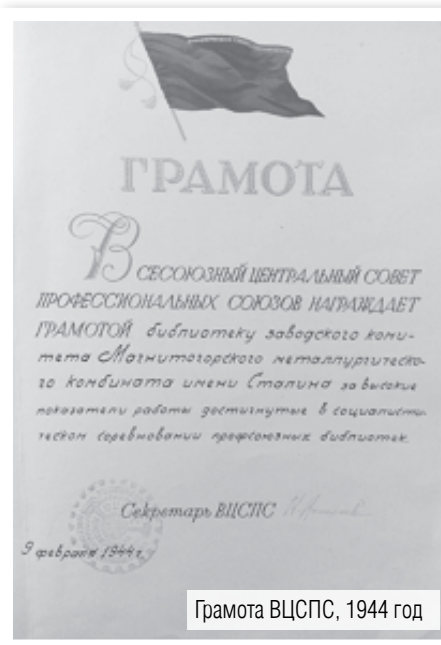 ГРАМОТА
ВСЕСОЮЗНЫЙ ЦЕНТРАЛЬНЫЙ СОВЕТ
ПРОФЕССИОНАЛЬНЫХ СОЮЗОВ НАГРАЖДАЕТ
ГРАМОТОЙ библиотеку заводского коми-
тета Магнитогорского металлургическо-
го комбината имени Сталина за высокие
показатели работы достигнутые в социалисти-
ческом соревновании профсоюзных библиотек.
Секретарь ВЦСПС
9 февраля 1944 г.
Грамота ВЦСПС, 1944 год